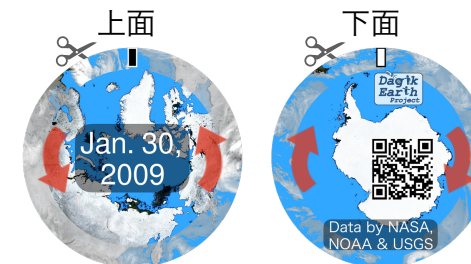 上面
下面
Jan. 30,
2009
Dagik
Earth
Project
Data by NASA,
NOAA & USGS